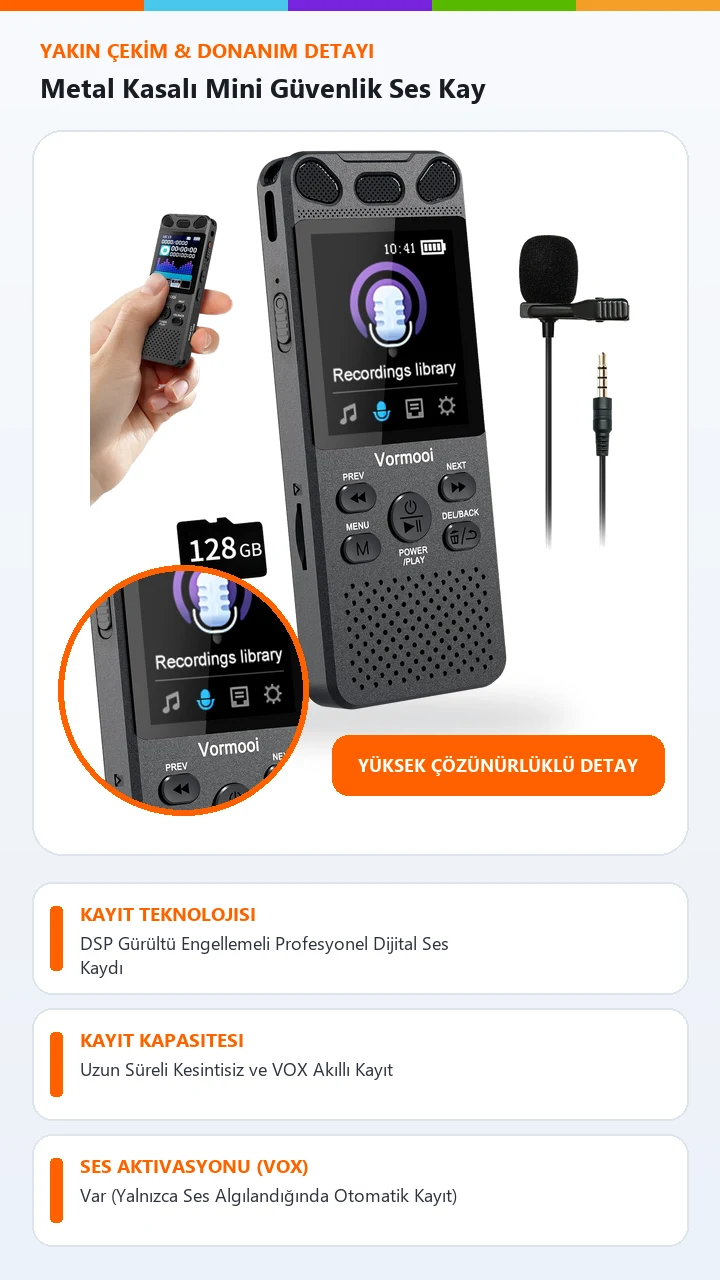 YAKIN ÇEKİM & DONANIM DETAYI
Metal Kasalı Mini Güvenlik Ses Kay
10:41
Recordings library
Vormooi
PREV
NEXT
MENU
DEL/BACK
M
POWER
/PLAY
128GB
Recordings library
Vormooi
PREV
NE
YÜKSEK ÇÖZÜNÜRLÜKLÜ DETAY
KAYIT TEKNOLOJISI
DSP Gürültü Engellemeli Profesyonel Dijital Ses
Kaydı
KAYIT KAPASITESI
Uzun Süreli Kesintisiz ve VOX Akıllı Kayıt
SES AKTIVASYONU (VOX)
Var (Yalnızca Ses Algılandığında Otomatik Kayıt)